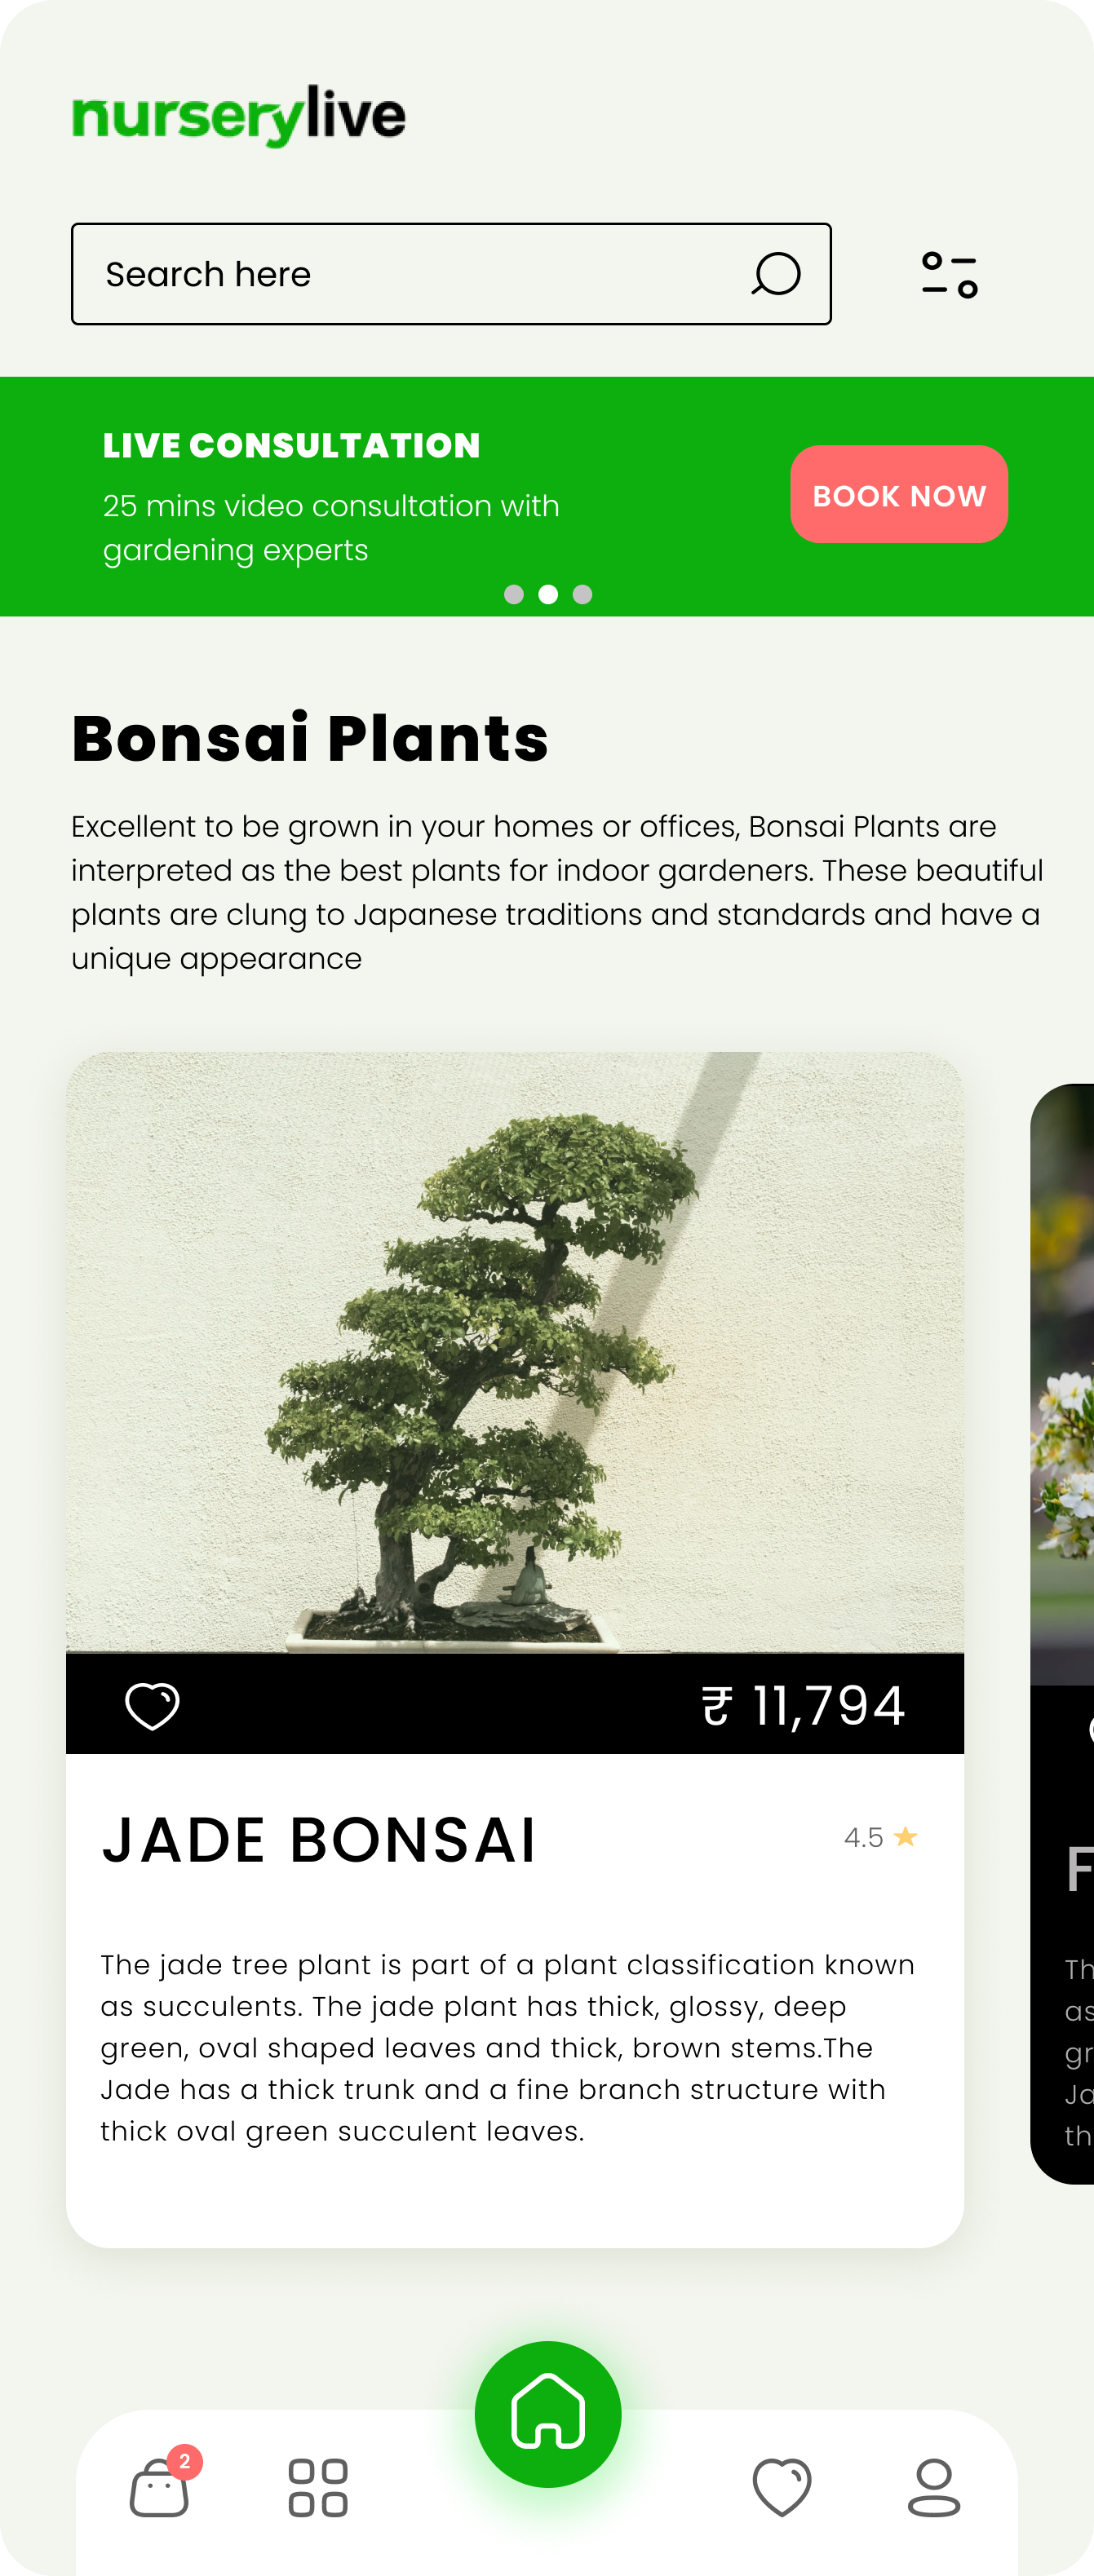 nurserylive
Search here
LIVE CONSULTATION
25 mins video consultation with
gardening experts
BOOK NOW
Bonsai Plants
Excellent to be grown in your homes or offices, Bonsai Plants are
interpreted as the best plants for indoor gardeners. These beautiful
plants are clung to Japanese traditions and standards and have a
unique appearance
₹ 11,794
JADE BONSAI
4.5
The jade tree plant is part of a plant classification known
as succulents. The jade plant has thick, glossy, deep
green, oval shaped leaves and thick, brown stems.The
Jade has a thick trunk and a fine branch structure with
thick oval green succulent leaves.
F
Th
as
gr
Ja
th
2